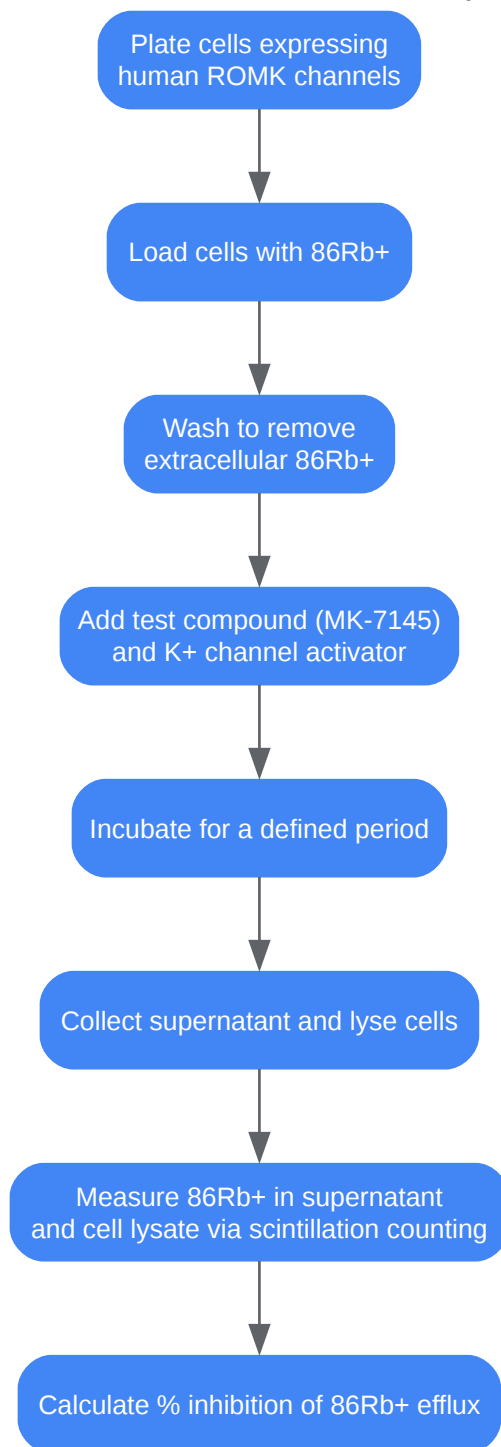 Plate cells expressing
human ROMK channels
Load cells with 86Rb+
Wash to remove
extracellular 86Rb+
Add test compound (MK-7145)
and K+ channel activator
Incubate for a defined period
Collect supernatant and lyse cells
Measure 86Rb+ in supernatant
and cell lysate via scintillation counting
Calculate % inhibition of 86Rb+ efflux